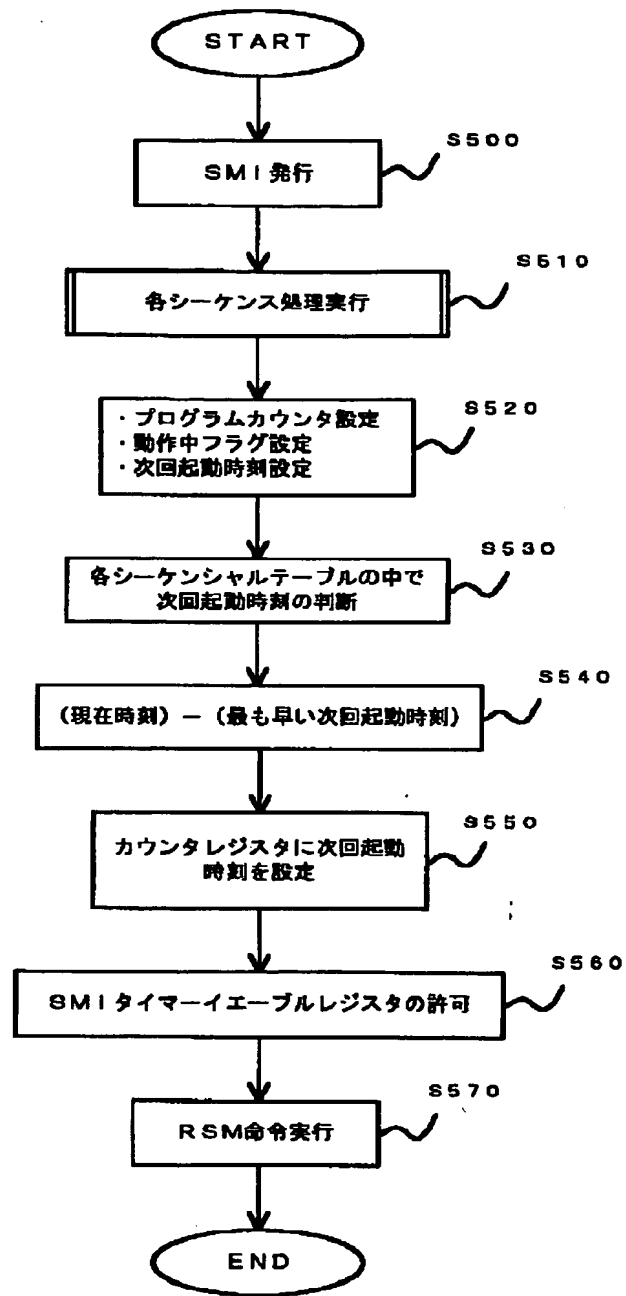 START
S500
SMI発行
S510
各シーケンス処理実行
S520
・プログラムカウンタ設定
・動作中フラグ設定
・次回起動時刻設定
S530
各シーケンシャルテーブルの中で
次回起動時刻の判断
S540
(現在時刻)－(最も早い次回起動時刻)
S550
カウンタレジスタに次回起動
時刻を設定
S560
SMIタイマーイエーブルレジスタの許可
S570
RSM命令実行
END